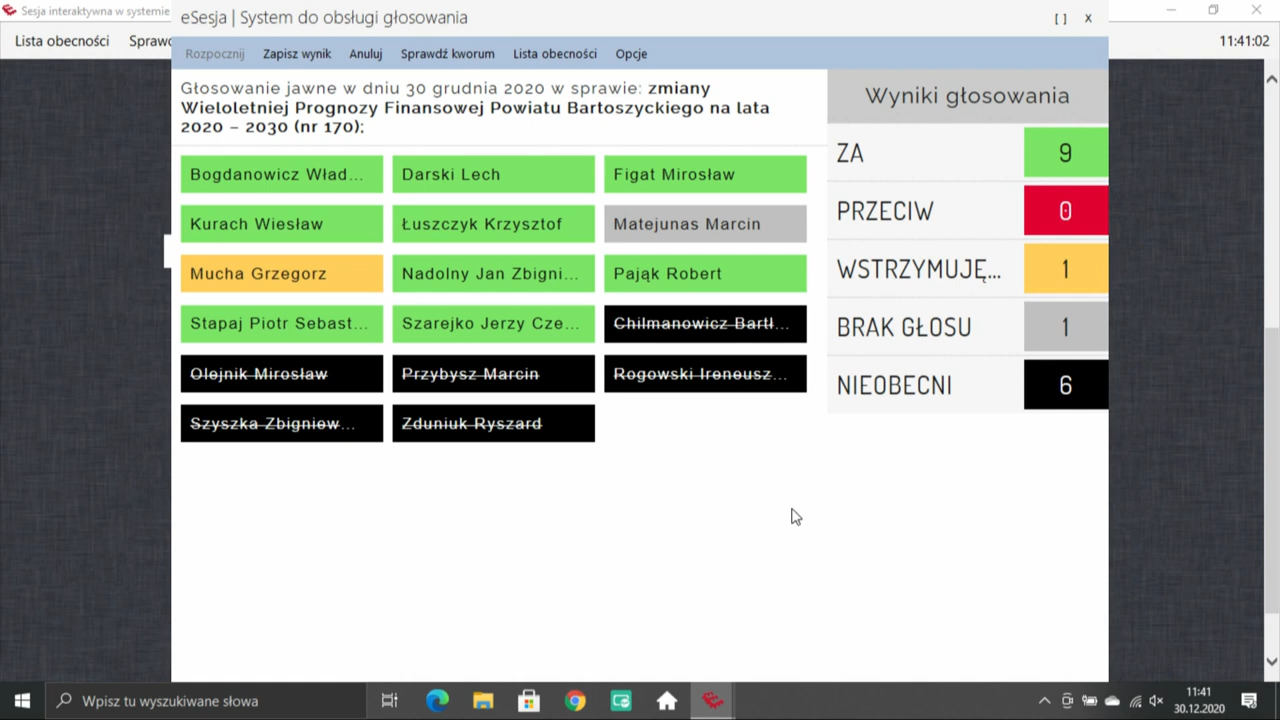 Sesja interaktywna w systemie
eSesja | System do obsługi głosowania
[ ] x
Lista obecności Sprawd
11:41:02
Rozpocznij Zapisz wynik Anuluj Sprawdź kworum Lista obecności Opcje
Głosowanie jawne w dniu 30 grudnia 2020 w sprawie: zmiany
Wieloletniej Prognozy Finansowej Powiatu Bartoszyckiego na lata
2020 – 2030 (nr 170);
Bogdanowicz Wład... Darski Lech Figat Mirosław
Kurach Wiesław Łuszczyk Krzysztof Matejunas Marcin
Mucha Grzegorz Nadolny Jan Zbigni... Pająk Robert
Stapaj Piotr Sebast... Szarejko Jerzy Cze... Chilmanowicz Bartł...
Olejnik Mirosław Przybysz Marcin Rogowski Ireneusz...
Szyszka Zbigniew... Zduniuk Ryszard
Wyniki głosowania
ZA 9
PRZECIW 0
WSTRZYMUJĘ... 1
BRAK GŁOSU 1
NIEOBECNI 6
Wpisz tu wyszukiwane słowa
11:41
30.12.2020